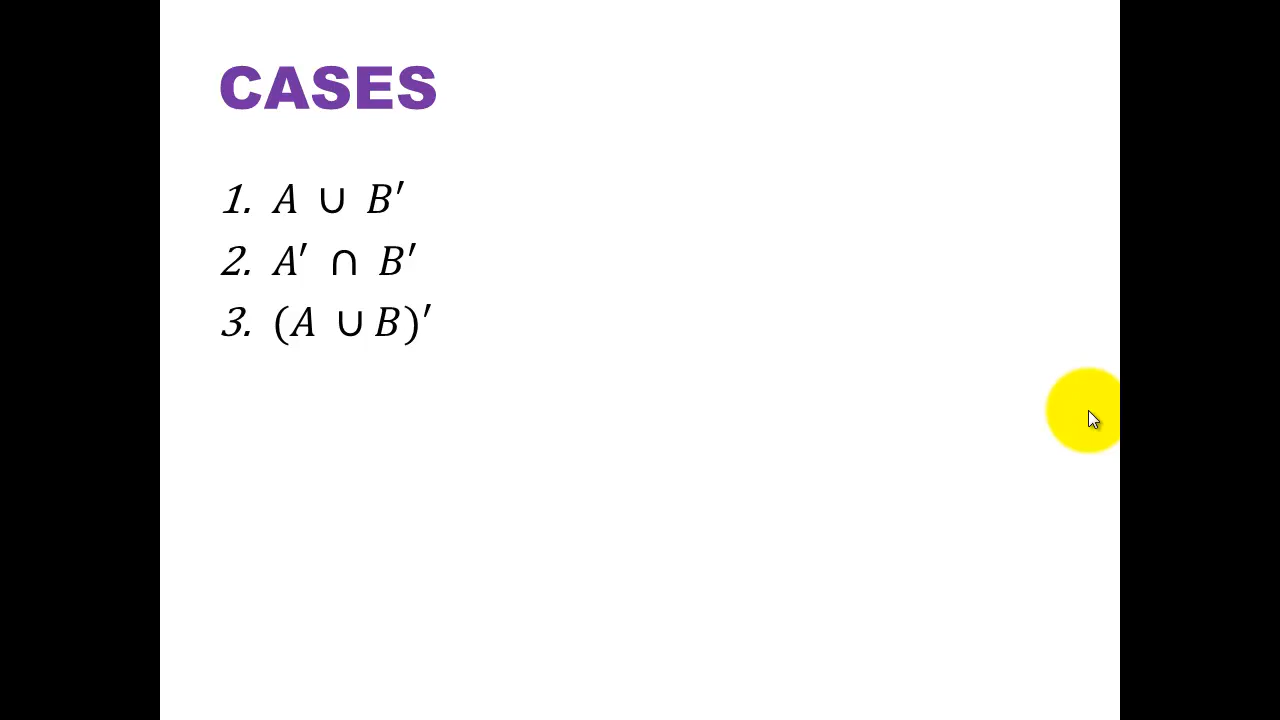 CASES
1. A ∪ B′
2. A′ ∩ B′
3. (A ∪ B)′